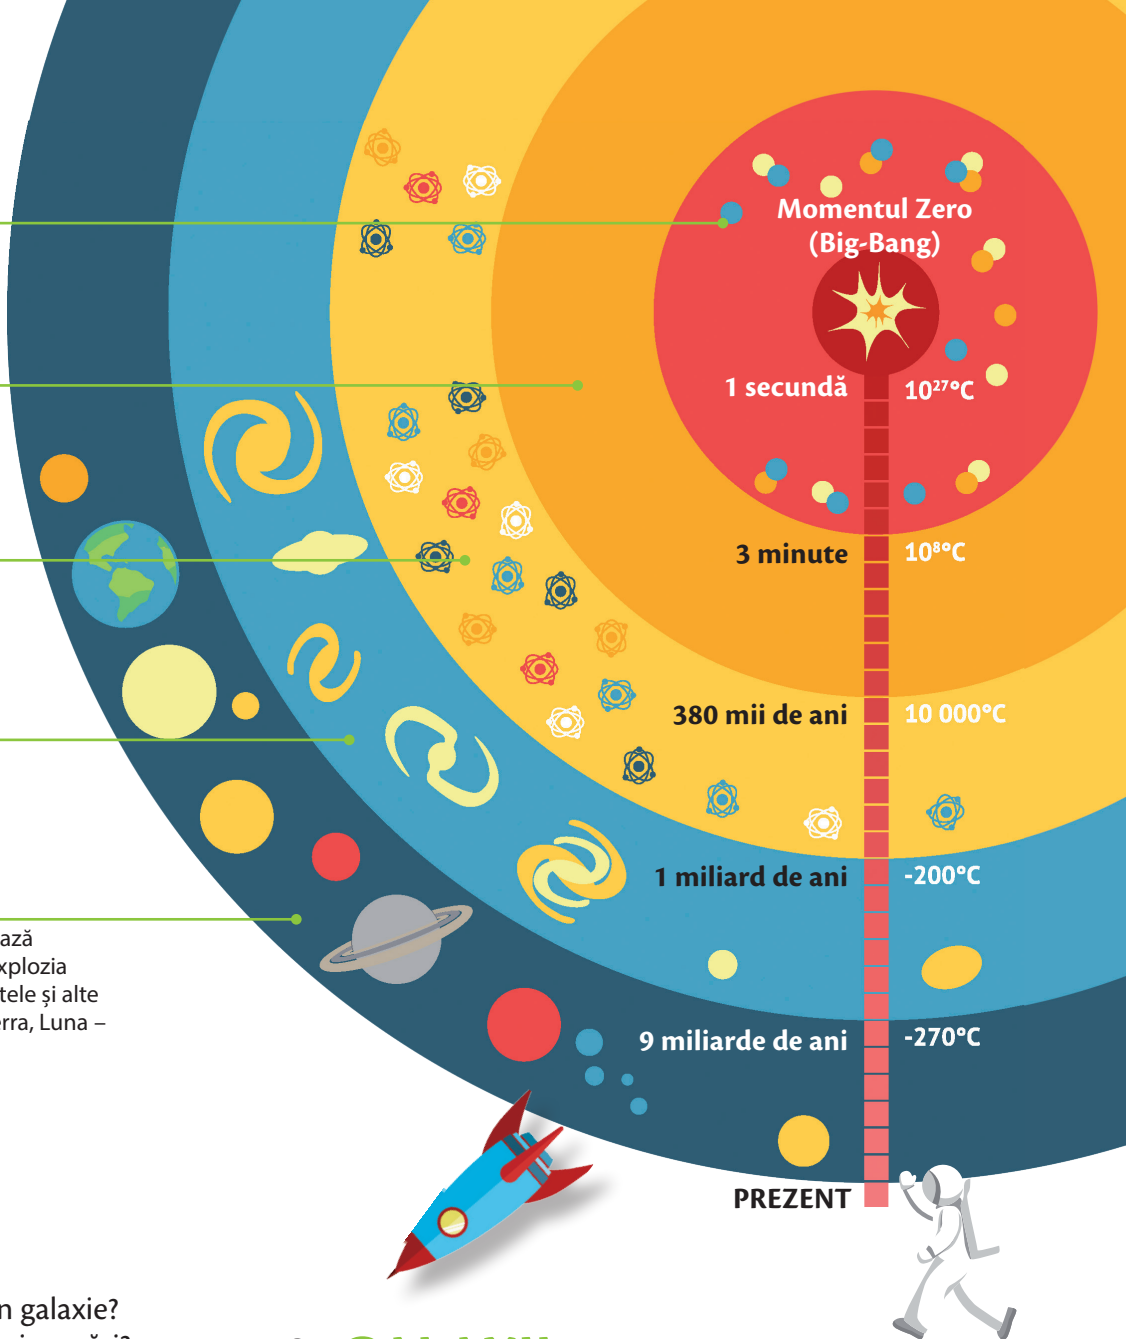 Momentul Zero
(Big-Bang)
1 secundă 10²⁷°C
3 minute 10⁸°C
380 mii de ani 10 000°C
1 miliard de ani -200°C
9 miliarde de ani -270°C
PREZENT
ază
xplozia
tele și alte
erra, Luna –
n galaxie?